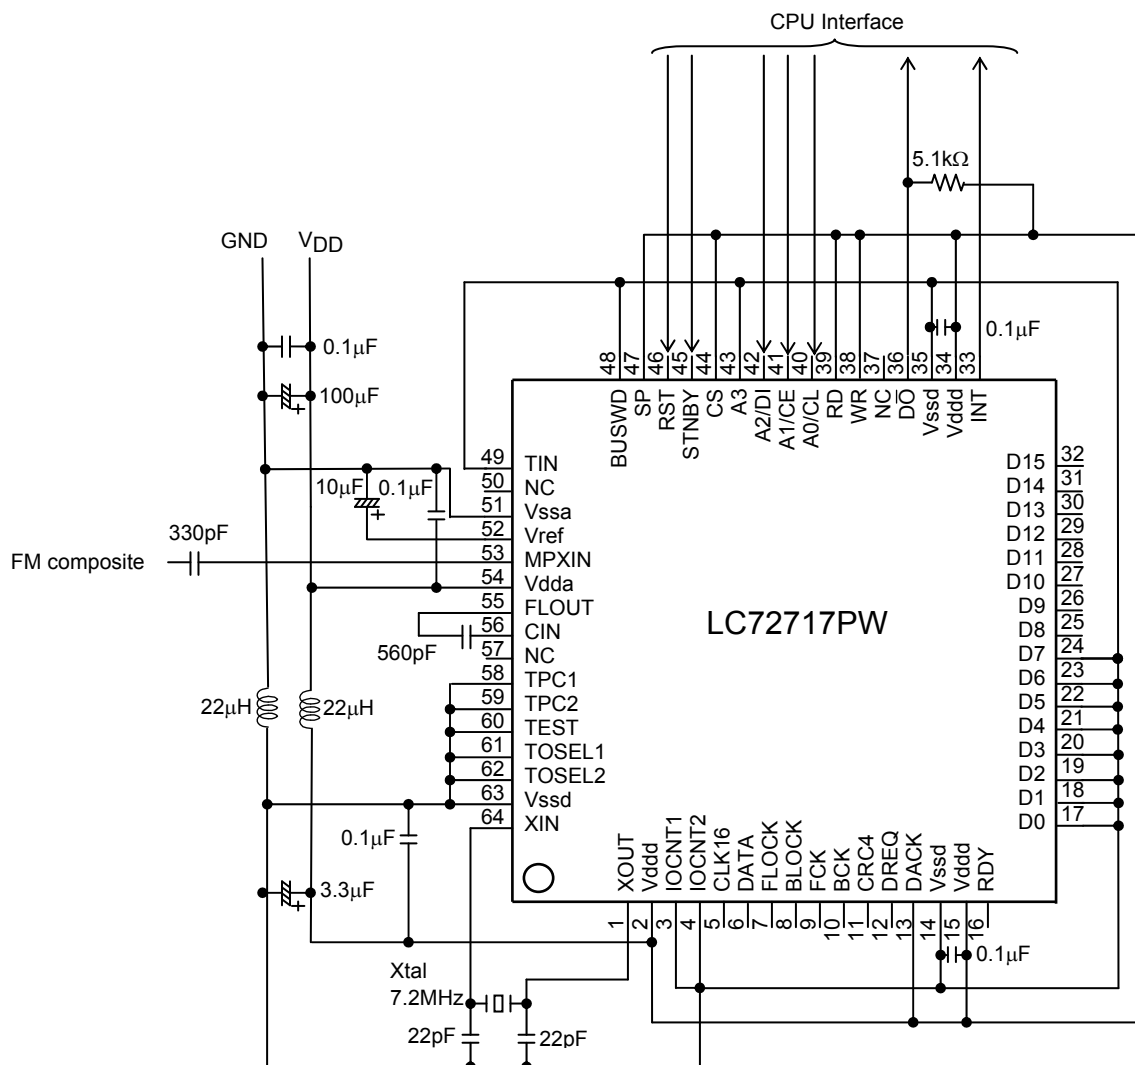 CPU Interface
5.1kΩ
GND VDD
0.1μF
100μF
0.1μF
48 47 46 45 44 43 42 41 40 39 38 37 36 35 34 33
BUSWD SP RST STNBY CS A3 A2/DI A1/CE A0/CL RD WR NC DO Vssd Vddd INT
49 TIN
50 NC
51 Vssa
52 Vref
53 MPXIN
54 Vdda
55 FLOUT
56 CIN
57 NC
58 TPC1
59 TPC2
60 TEST
61 TOSEL1
62 TOSEL2
63 Vssd
64 XIN
10μF 0.1μF
330pF
FM composite
560pF
22μH 22μH
0.1μF
3.3μF
LC72717PW
D15 32
D14 31
D13 30
D12 29
D11 28
D10 27
D9 26
D8 25
D7 24
D6 23
D5 22
D4 21
D3 20
D2 19
D1 18
D0 17
XOUT Vddd IOCNT1 IOCNT2 CLK16 DATA FLOCK BLOCK FCK BCK CRC4 DREQ DACK Vssd Vddd RDY
1 2 3 4 5 6 7 8 9 10 11 12 13 14 15 16
0.1μF
Xtal
7.2MHz
22pF 22pF